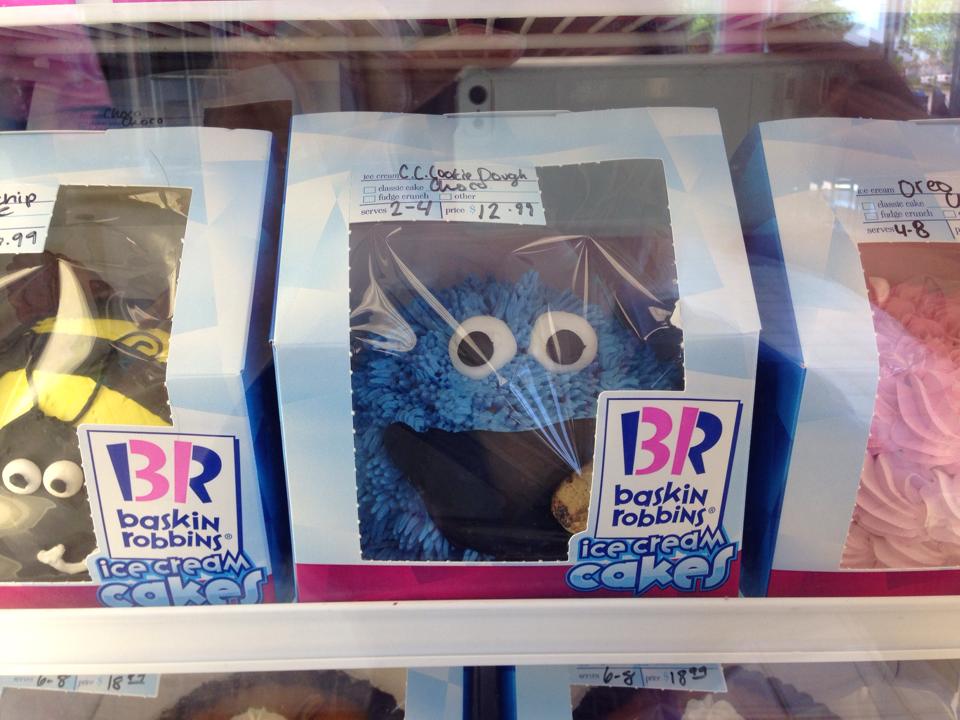 Choco
Choco
chip
.99
BR
baskin
robbins®
ice cream
cakes
ice cream C.C. Cookie Dough
classic cake Choco
fudge crunch other
serves 2-4 price $ 12.99
BR
baskin
robbins®
ice cream
cakes
ice cream Oreo
classic cake
fudge crunch
serves 4-8
6-8 price $ 18.99
serves 6-8 price $ 18.99